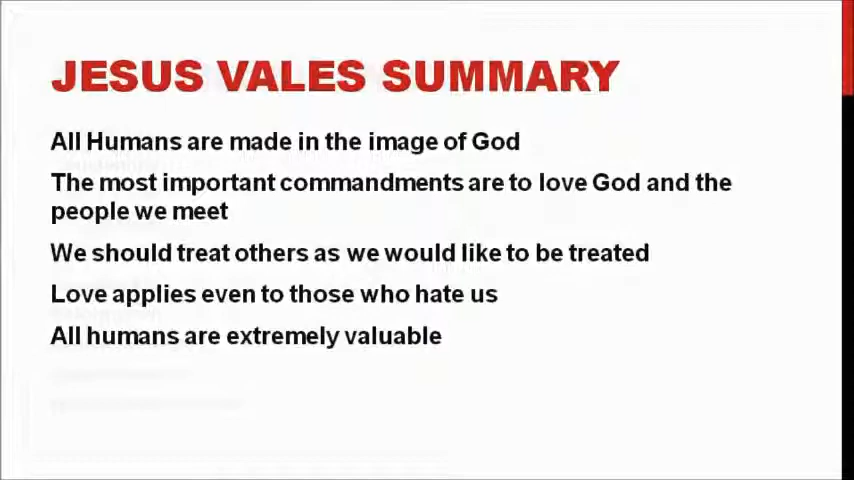 JESUS VALES SUMMARY
All Humans are made in the image of God
The most important commandments are to love God and the
people we meet
We should treat others as we would like to be treated
Love applies even to those who hate us
All humans are extremely valuable